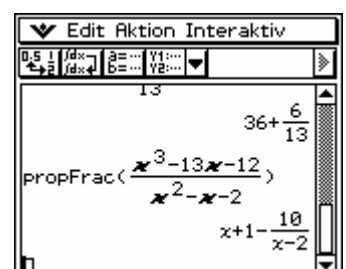 Edit Aktion Interaktiv
13
36+6/13
propFrac((x^3-13x-12)/(x^2-x-2))
x+1-10/(x-2)